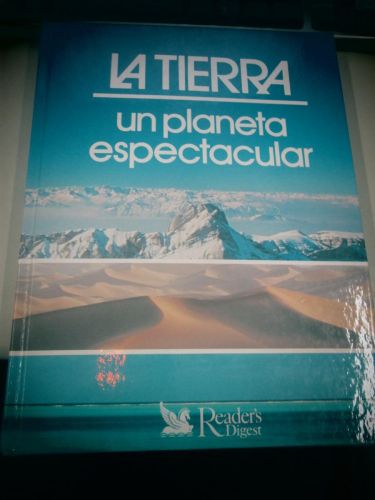 LA TIERRA
un planeta
espectacular
Reader's
Digest